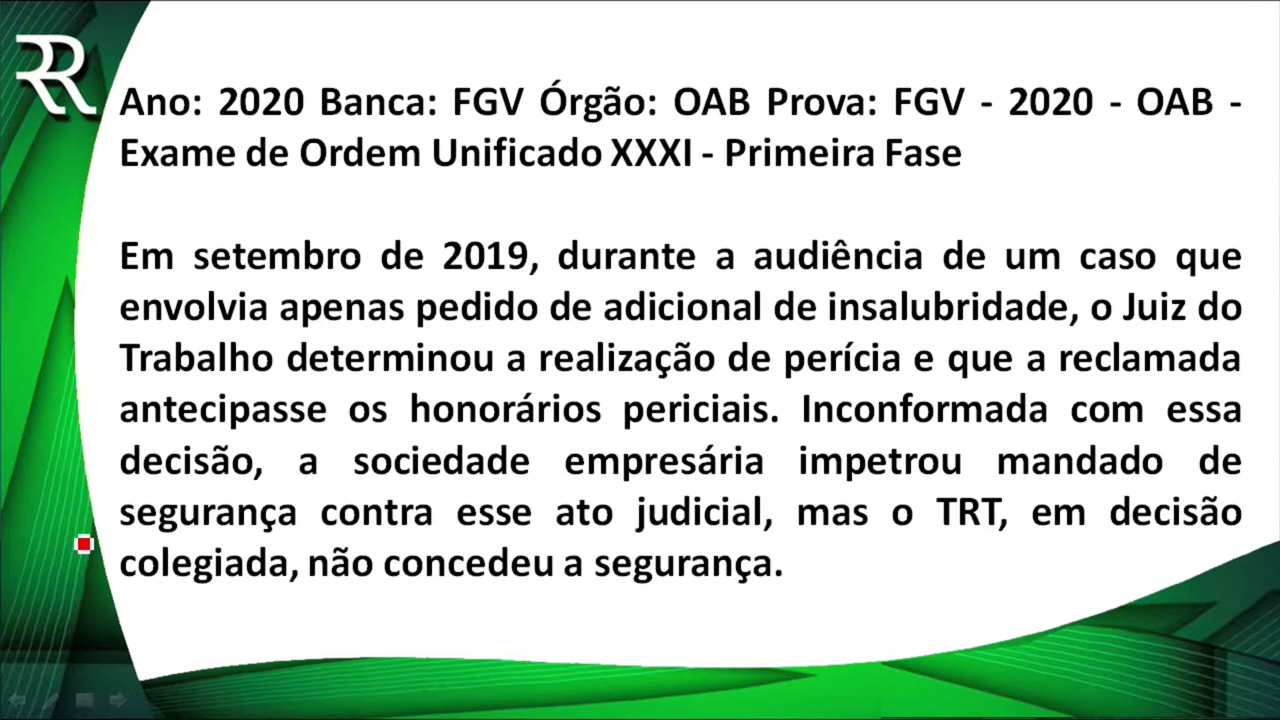 RR
Ano: 2020 Banca: FGV Órgão: OAB Prova: FGV - 2020 - OAB -
Exame de Ordem Unificado XXXI - Primeira Fase
Em setembro de 2019, durante a audiência de um caso que
envolvia apenas pedido de adicional de insalubridade, o Juiz do
Trabalho determinou a realização de perícia e que a reclamada
antecipasse os honorários periciais. Inconformada com essa
decisão, a sociedade empresária impetrou mandado de
segurança contra esse ato judicial, mas o TRT, em decisão
colegiada, não concedeu a segurança.